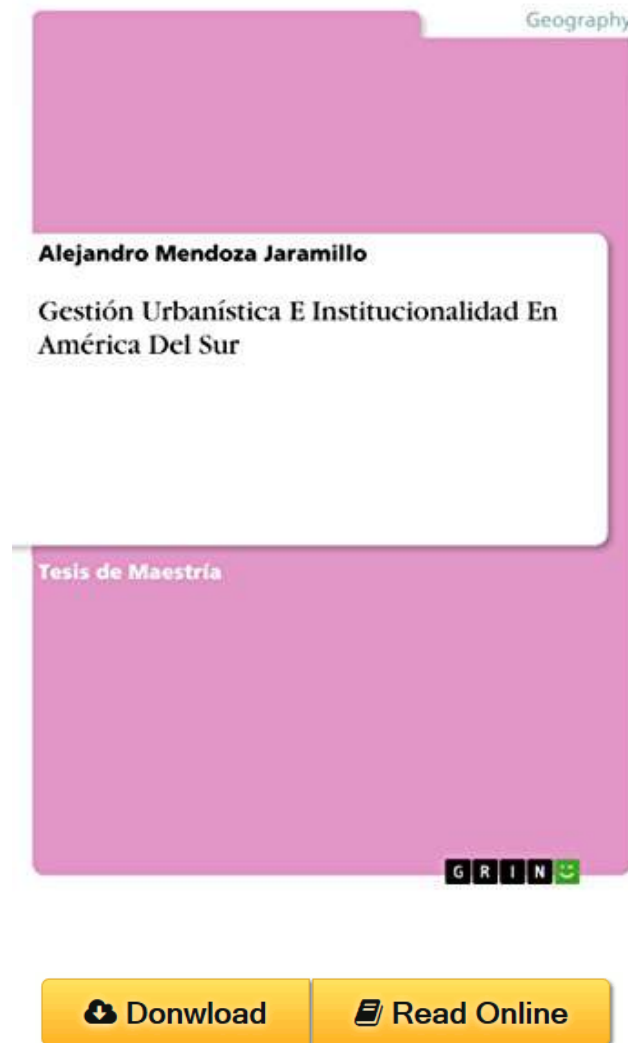 Geography
Alejandro Mendoza Jaramillo
Gestión Urbanística E Institucionalidad En
América Del Sur
Tesis de Maestría
GRIN
Donwload
Read Online